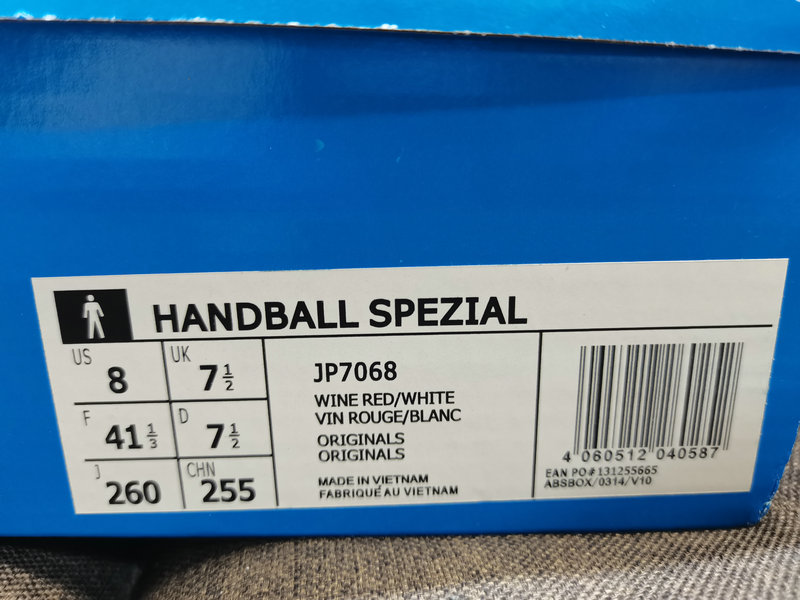 HANDBALL SPEZIAL
US 8 UK 7 1/2
F 41 1/3 D 7 1/2
J 260 CHN 255
JP7068
WINE RED/WHITE
VIN ROUGE/BLANC
ORIGINALS
ORIGINALS
MADE IN VIETNAM
FABRIQUÉ AU VIETNAM
4 060512 040587
EAN PO#131255665
ABSBOX/0314/V10